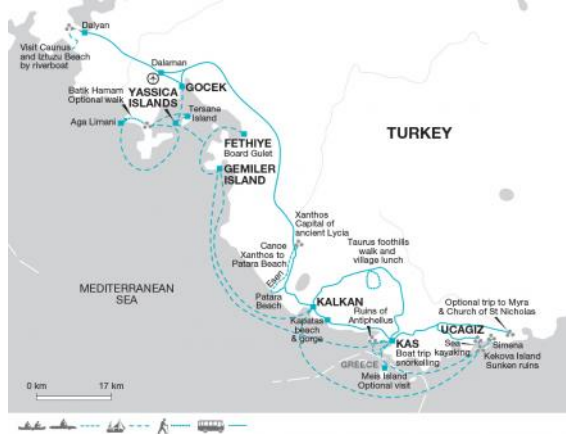 Dalyan
Visit Caunus
and Iztuzu Beach
by riverboat
Dalaman
GOCEK
Batik Hamam
Optional walk
YASSICA
ISLANDS
Tersana
Island
Aga Limani
FETHIYE
Board Gulet
GEMILER
ISLAND
TURKEY
Xanthos
Capital of
ancient Lycia
Canoe
Xanthos to
Patara Beach
Esen
Taurus foothills
walk and
village lunch
MEDITERRANEAN
SEA
Patara
Beach
KALKAN
Kapatas
beach
& gorge
Ruins of
Antiphellus
Optional trip to Myra
& Church of St Nicholas
UCAGIZ
KAS
Boat trip
snorkelling
Sea
kayaking
Simena
Kekova Island
Sunken ruins
GREECE
Meis Island
Optional visit
0 km
17 km